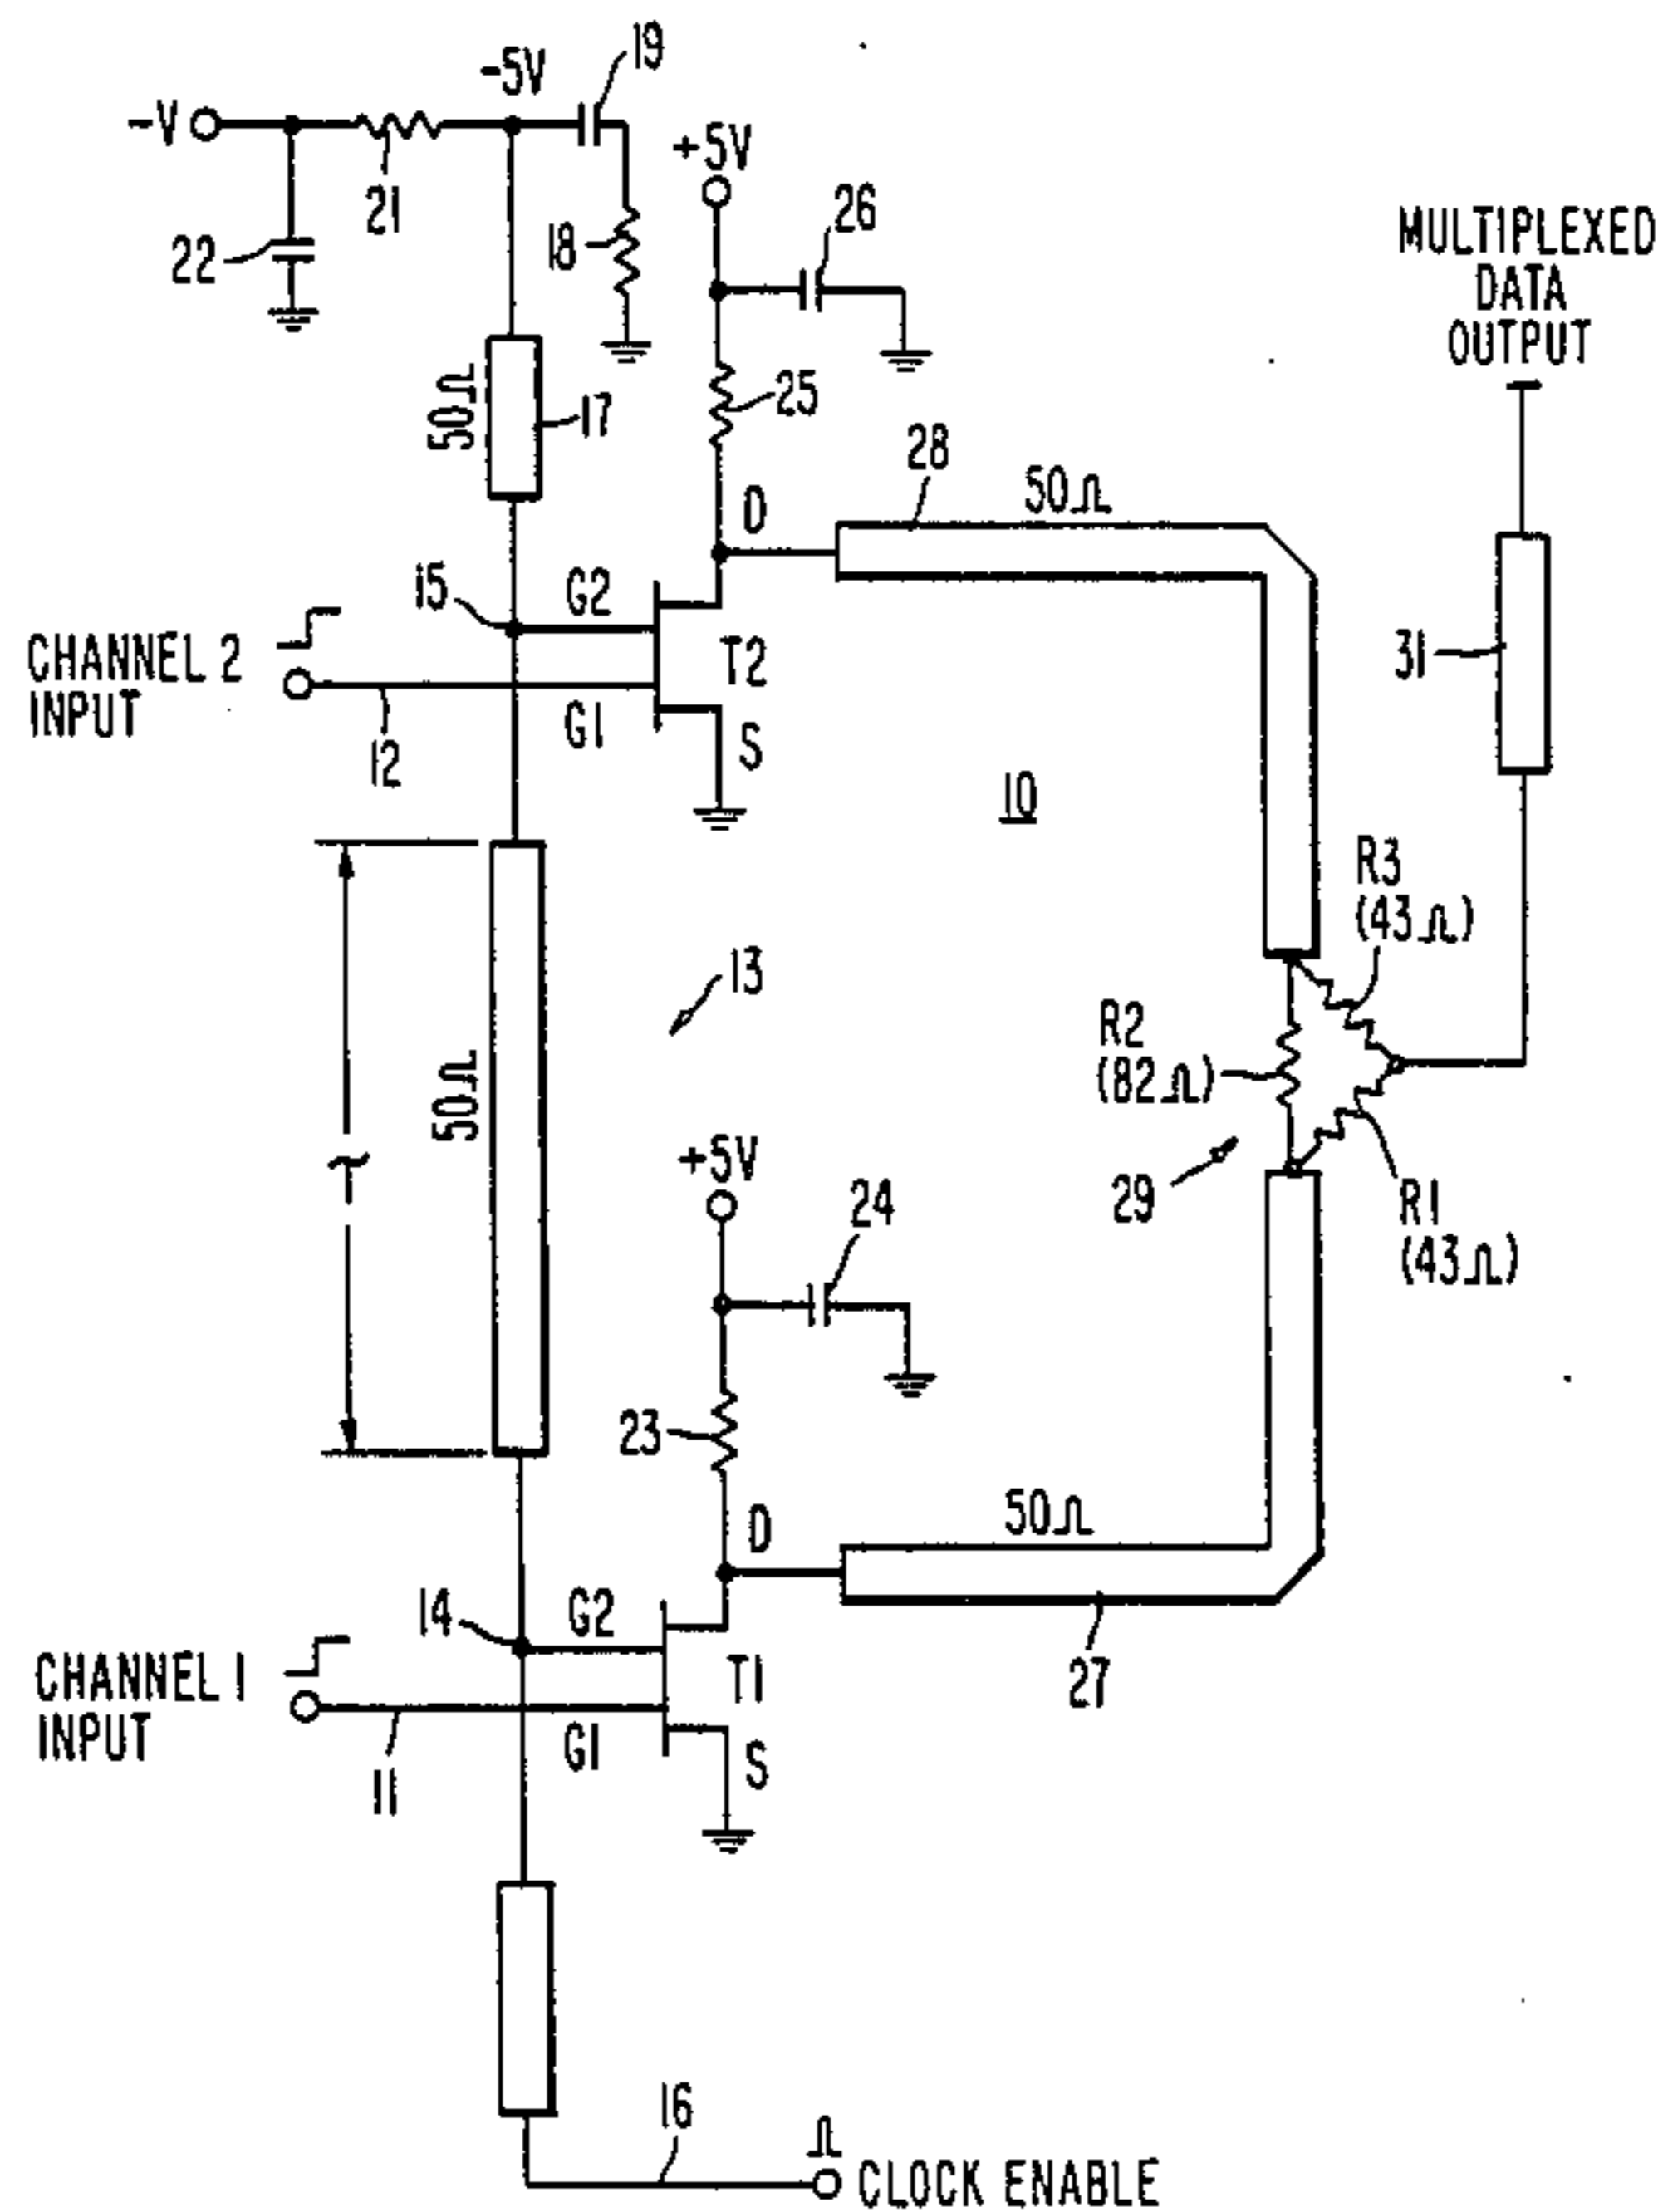 19
-5V
-V
+5V
21
22
18
26
MULTIPLEXED
DATA
OUTPUT
50Ω
17
25
28
50Ω
D
15
G2
CHANNEL 2
INPUT
T2
31
G1
S
12
10
R3
(43Ω)
13
R2
(82Ω)
50Ω
+5V
24
29
R1
(43Ω)
23
D
50Ω
14
G2
CHANNEL 1
INPUT
T1
27
G1
S
11
16
CLOCK ENABLE